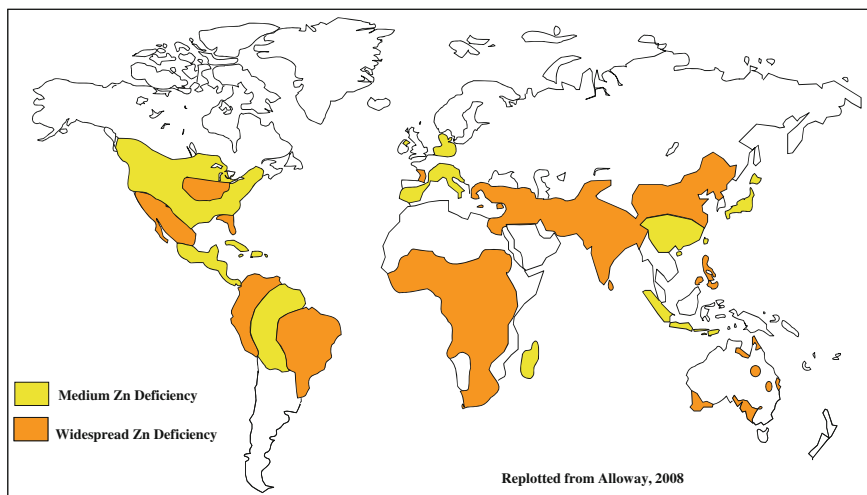 Medium Zn Deficiency
Widespread Zn Deficiency
Replotted from Alloway, 2008